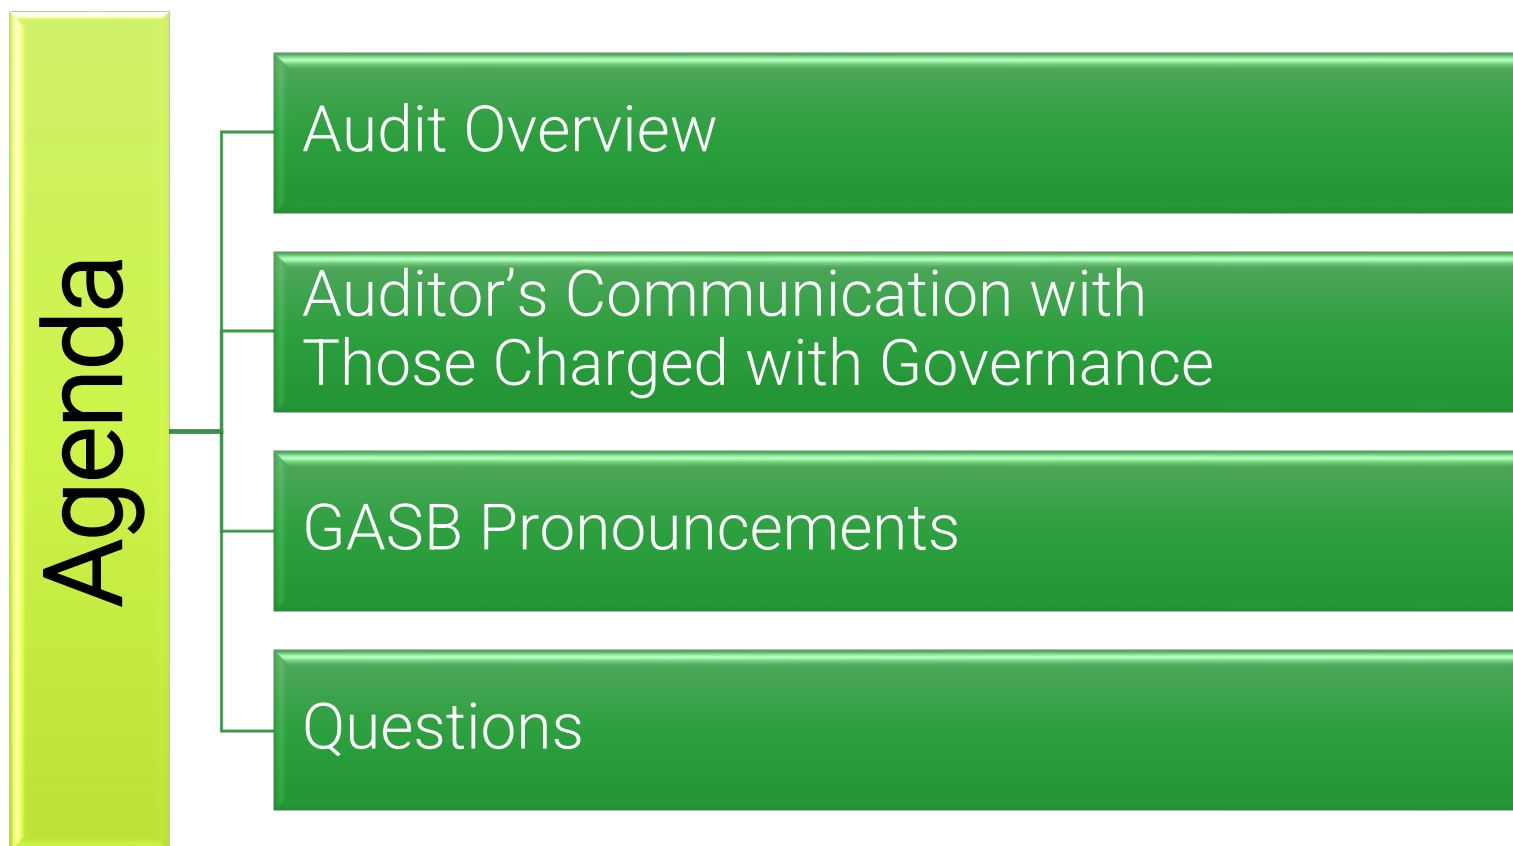 Agenda
Audit Overview
Auditor’s Communication with
Those Charged with Governance
GASB Pronouncements
Questions